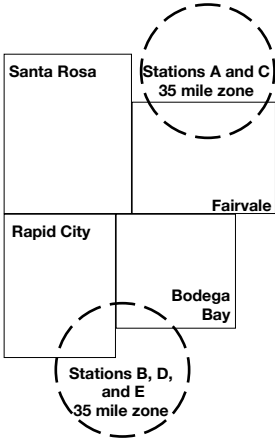 Santa Rosa
Stations A and C
35 mile zone
Fairvale
Rapid City
Bodega
Bay
Stations B, D,
and E
35 mile zone